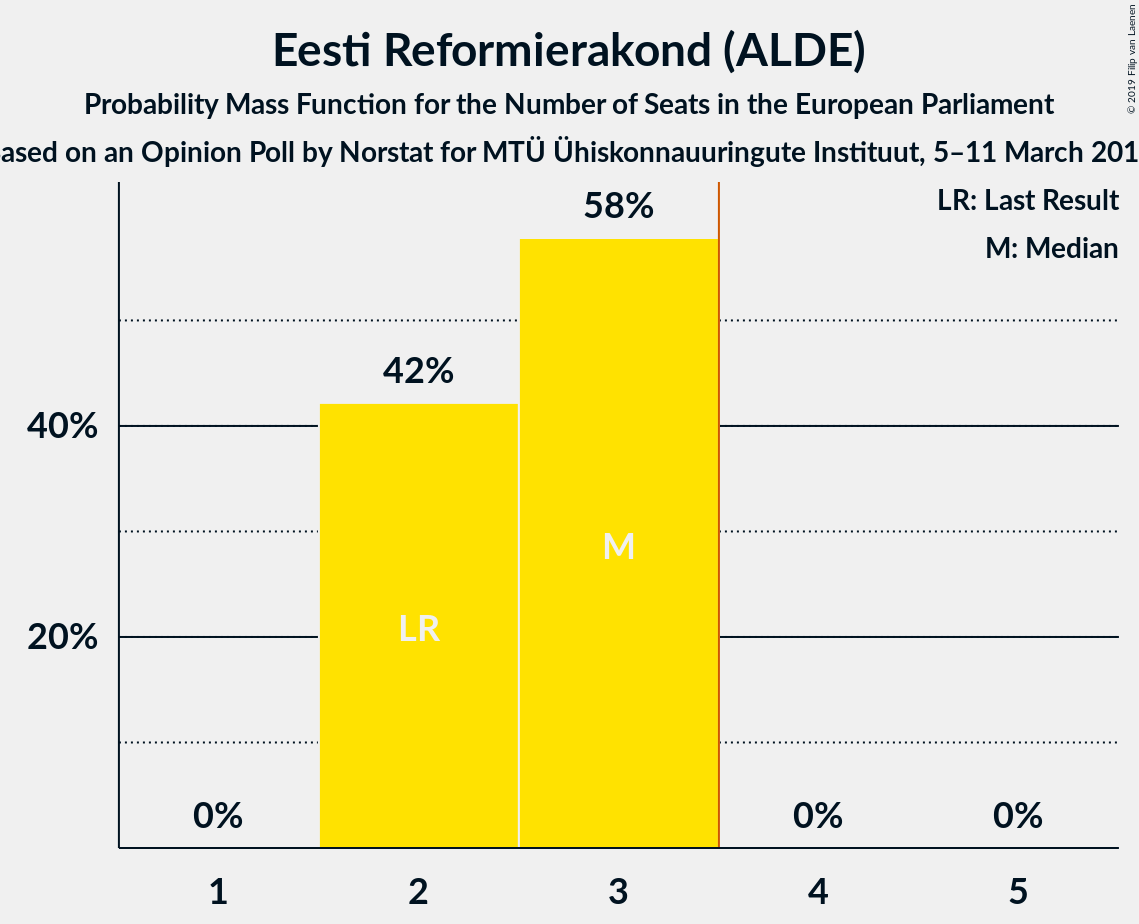 Eesti Reformierakond (ALDE)
Probability Mass Function for the Number of Seats in the European Parliament
on an Opinion Poll by Norstat for MTÜ Ühiskonnauuringute Instituut, 5–11 March
© 2019 Filip van Laenen
LR: Last Result
M: Median
58%
42%
40%
M
LR
20%
0%
0%
0%
1
2
3
4
5